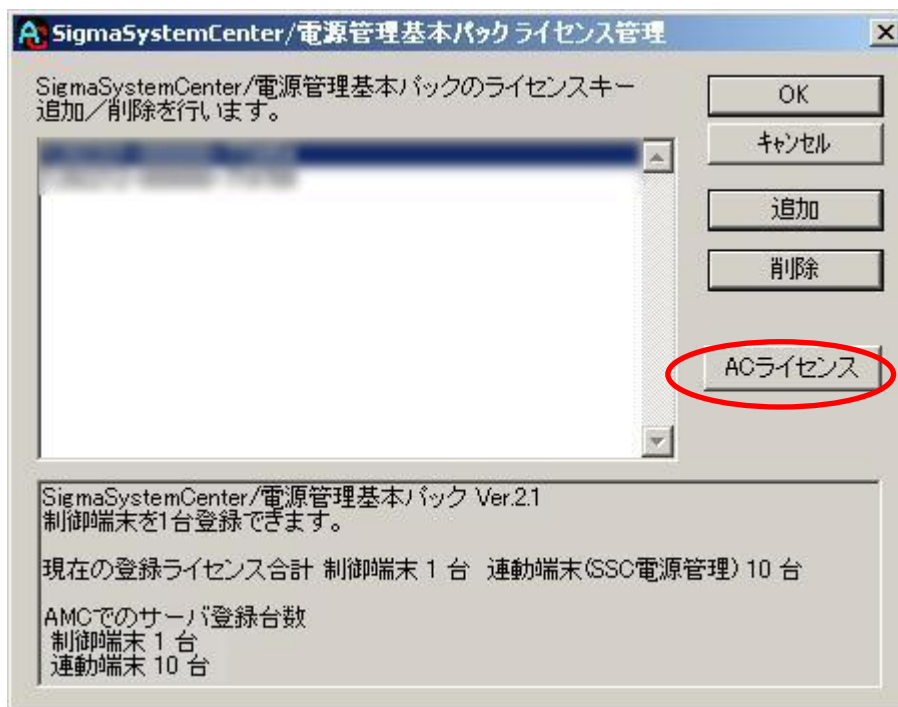 SigmaSystemCenter/電源管理基本パック ライセンス管理
SigmaSystemCenter/電源管理基本パックのライセンスキー
追加／削除を行います。
OK
キャンセル
追加
削除
ACライセンス
SigmaSystemCenter/電源管理基本パック Ver.2.1
制御端末を1台登録できます。
現在の登録ライセンス合計 制御端末 1 台 連動端末(SSC電源管理) 10 台
AMCでのサーバ登録台数
制御端末 1 台
連動端末 10 台